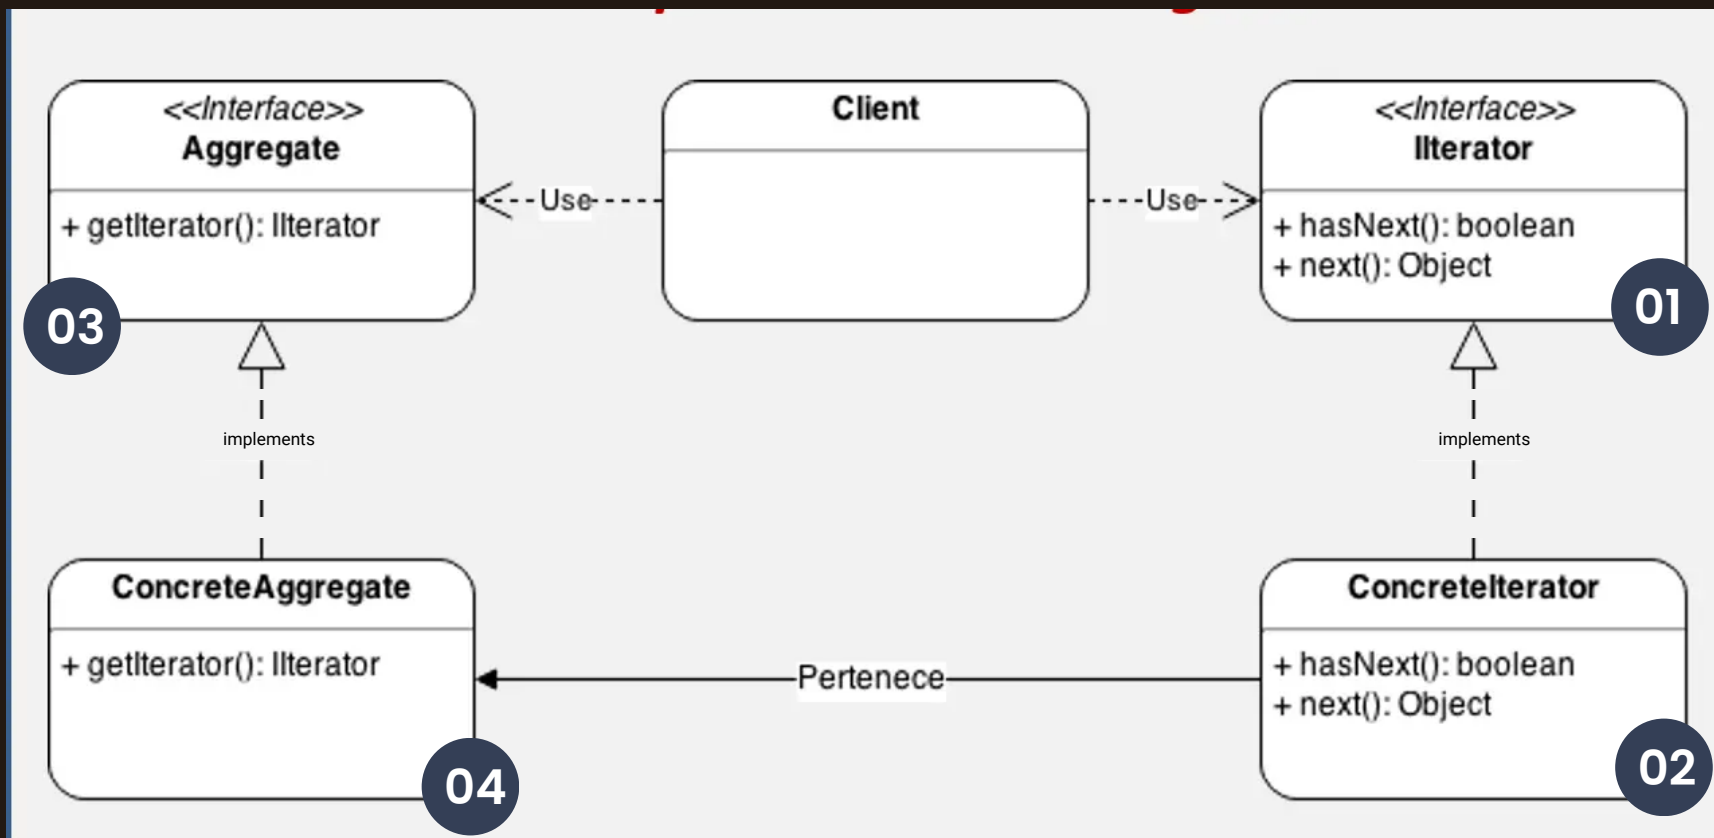 <<Interface>>
Aggregate
+ getIterator(): IIterator
03
Use
Client
Use
<<Interface>>
IIterator
+ hasNext(): boolean
+ next(): Object
01
implements
implements
ConcreteAggregate
+ getIterator(): IIterator
04
Pertenece
ConcreteIterator
+ hasNext(): boolean
+ next(): Object
02